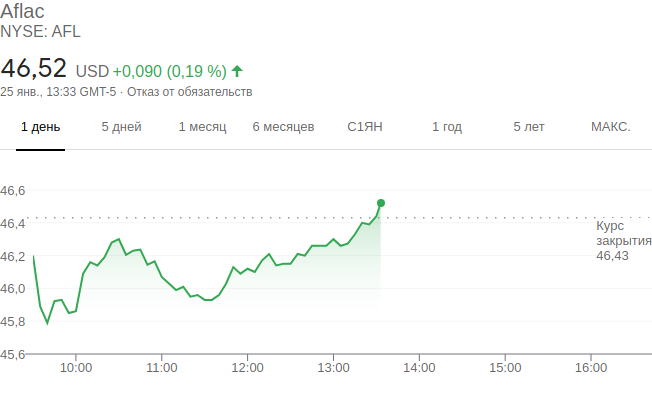 Aflac
NYSE: AFL
46,52 USD +0,090 (0,19 %)
25 янв., 13:33 GMT-5 · Отказ от обязательств
1 день 5 дней 1 месяц 6 месяцев С1ЯН 1 год 5 лет МАКС.
46,6
46,4
Курс
закрытия
46,43
46,2
46,0
45,8
45,6
10:00 11:00 12:00 13:00 14:00 15:00 16:00